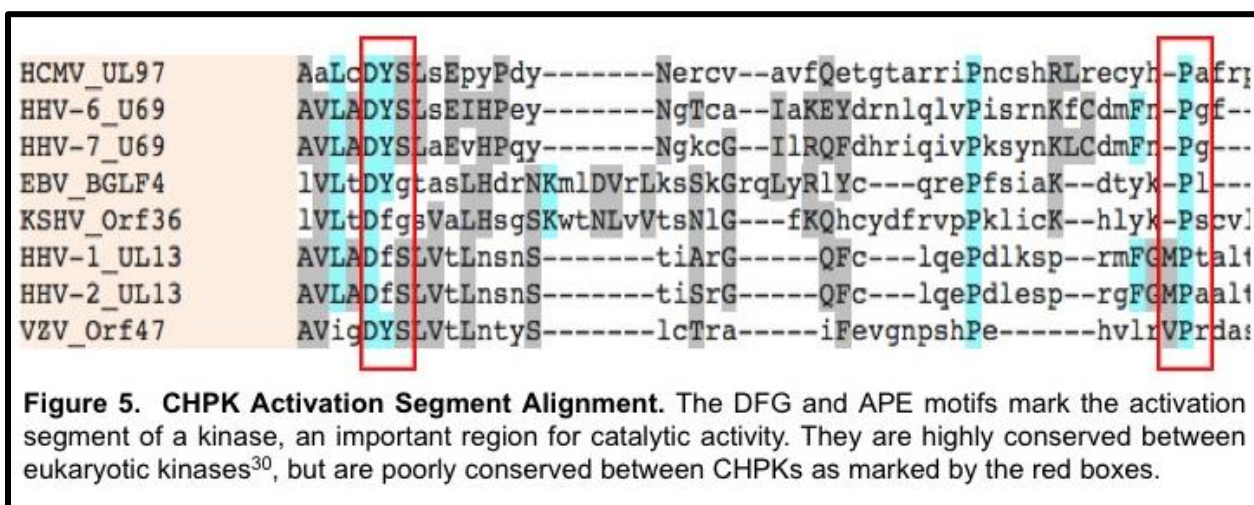 HCMV_UL97 AaLcDYSLsEpyPdy-------Nercv--avfQetgtarriPncshRLrecyh-Pafrp
HHV-6_U69 AVLADYSLsEIHPey-------NgTca--IaKEYdrnlqlvPisrnKfCdmFn-Pgf--
HHV-7_U69 AVLADYSLaEvHPqy-------NgkcG--IlRQFdhriqivPksynKLCdmFn-Pg---
EBV_BGLF4 lVLtDYgtasLHdrNKmlDVrLksSkGrqLyRlYc---qrePfsiaK--dtyk-Pl---
KSHV_Orf36 lVLtDfgsVaLHsgSKwtNLvVtsNlG---fKQhcydfrvpPklicK--hlyk-Pscvl
HHV-1_UL13 AVLADfSLVtLnsnS-------tiArG-----QFc---lqePdlksp--rmFGMPtalt
HHV-2_UL13 AVLADfSLVtLnsnS-------tiSrG-----QFc---lqePdlesp--rgFGMPaalt
VZV_Orf47 AVigDYSLVtLntyS-------lcTra-----iFevgnpshPe------hvlrVPrdas
Figure 5. CHPK Activation Segment Alignment. The DFG and APE motifs mark the activation
segment of a kinase, an important region for catalytic activity. They are highly conserved between
eukaryotic kinases30, but are poorly conserved between CHPKs as marked by the red boxes.